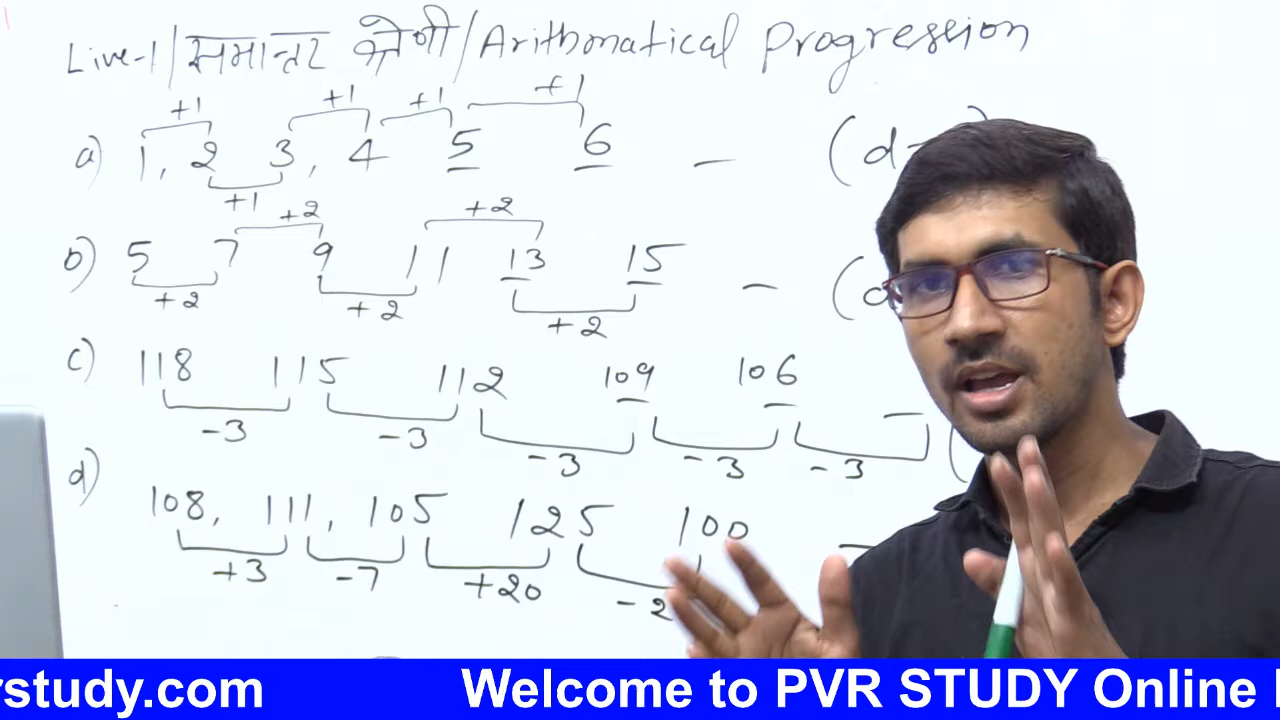 Live-1/समान्तर श्रेणी/Arithmatical Progression
+1 +1 +1 +1
a) 1, 2 3, 4 5 6 — (d
+1 +2 +2
b) 5 7 9 11 13 15 — (d
+2 +2 +2
c) 118 115 112 109 106 —
-3 -3 -3 -3 -3
d) 108, 111, 105 125 100 —
+3 -7 +20 -2
rstudy.com Welcome to PVR STUDY Online